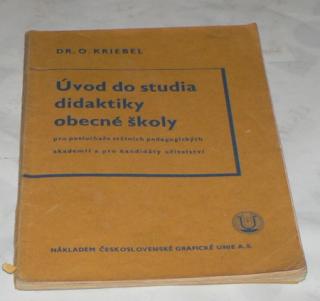 DR. O. KRIEBEL
Úvod do studia
didaktiky
obecné školy
pro posluchače státních pedagogických
akademií a pro kandidáty učitelství
NÁKLADEM ČESKOSLOVENSKÉ GRAFICKÉ UNIE A. S.